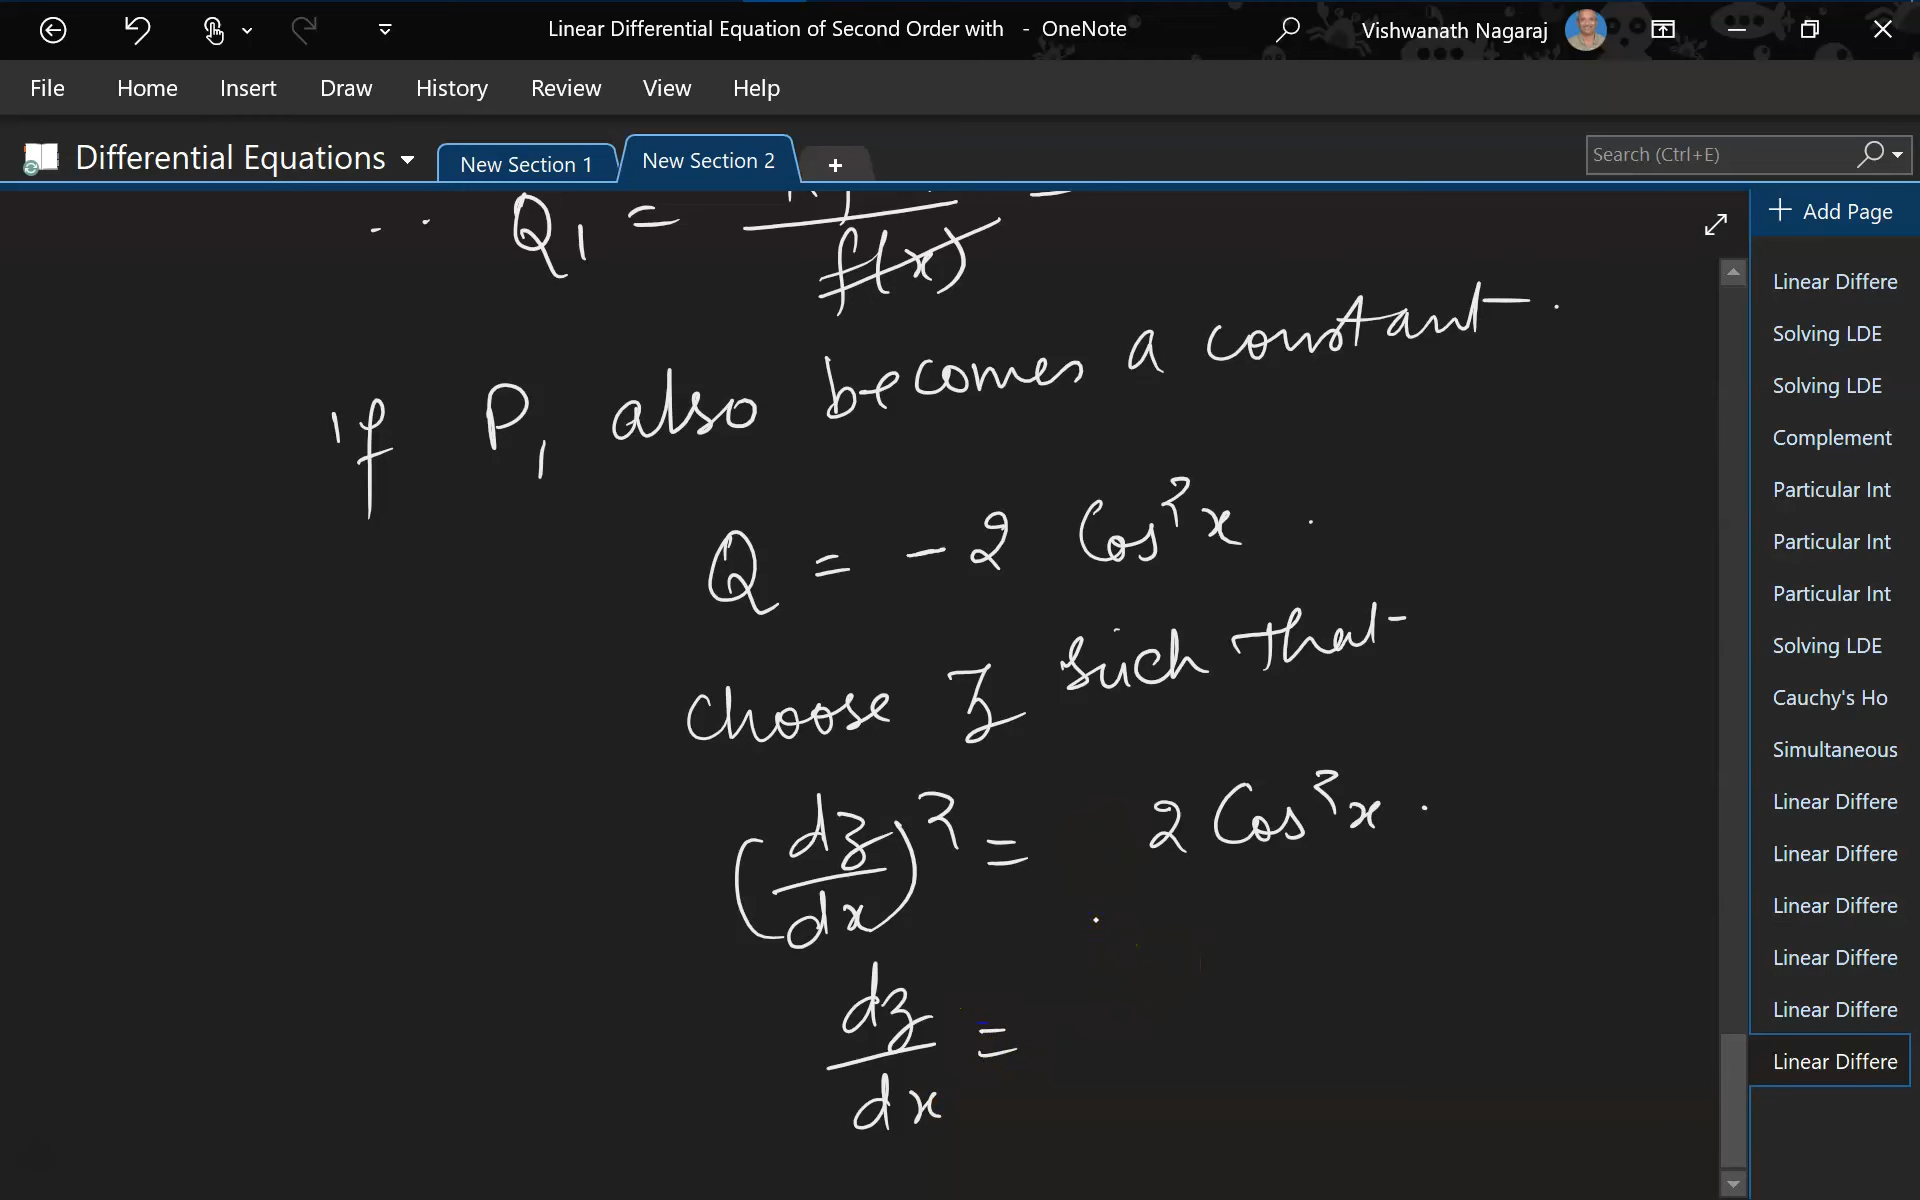 Linear Differential Equation of Second Order with - OneNote
Vishwanath Nagaraj
File Home Insert Draw History Review View Help
Differential Equations
New Section 1
New Section 2
+
Search (Ctrl+E)
Add Page
Linear Differe
Solving LDE
Solving LDE
Complement
Particular Int
Particular Int
Particular Int
Solving LDE
Cauchy's Ho
Simultaneous
Linear Differe
Linear Differe
Linear Differe
Linear Differe
Linear Differe
Linear Differe
∴ Q₁ =
f(x)
if P₁ also becomes a constant.
Q = -2 Cos²x.
choose z such that
(dz/dx)² = 2 Cos²x.
dz/dx =